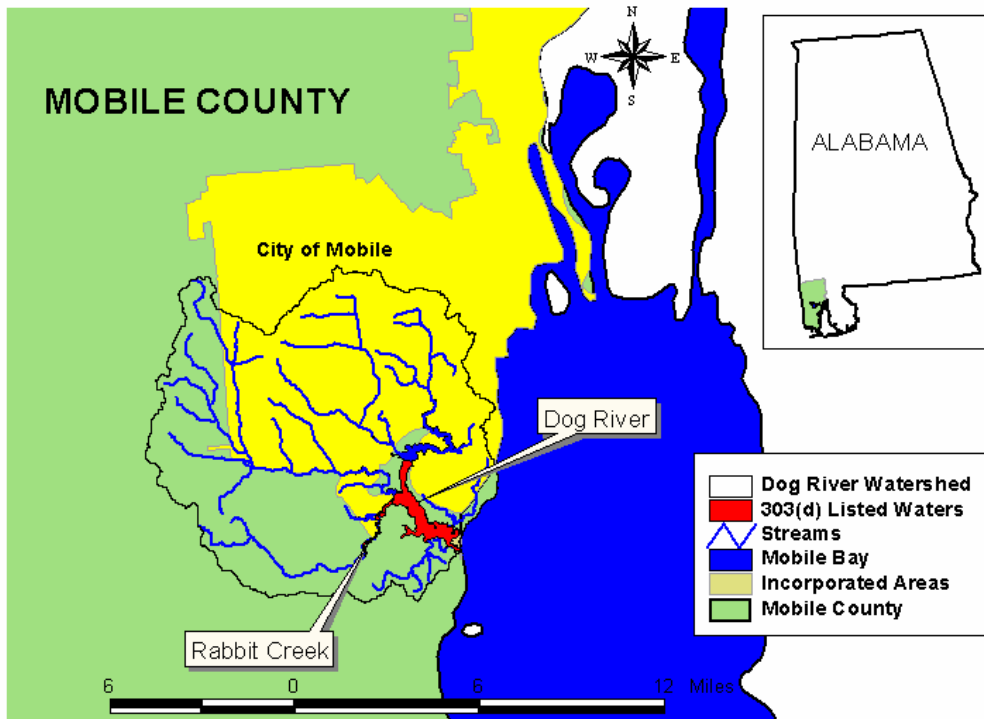 N
W E
S
MOBILE COUNTY
ALABAMA
City of Mobile
Dog River
Dog River Watershed
303(d) Listed Waters
Streams
Mobile Bay
Incorporated Areas
Mobile County
Rabbit Creek
6 0 6 12 Miles